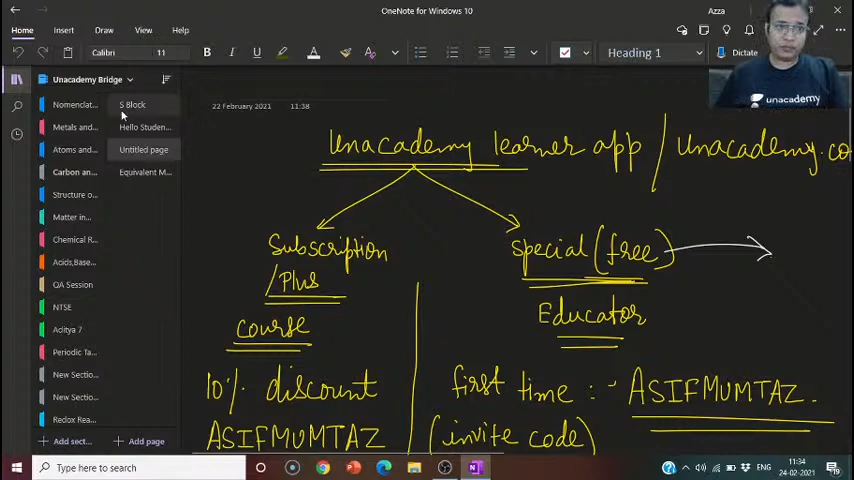 OneNote for Windows 10
Azza
Home Insert Draw View Help
Calibri 11 B I U A Heading 1 Dictate
Unacademy Bridge
Nomenclat...
Metals and...
Atoms and...
Carbon an...
Structure o...
Matter in...
Chemical R...
Acids,Base...
QA Session
NTSE
Aditya 7
Periodic Ta...
New Sectio...
New Sectio...
Redox Rea...
S Block
Hello Studen...
Untitled page
Equivalent M...
+ Add sect...
+ Add page
22 February 2021 11:38
Unacademy learner app / unacademy.co
Subscription
/Plus
course
special (free)
Educator
10% discount
ASIFMUMTAZ
first time :- ASIFMUMTAZ.
(invite code)
unacademy
Type here to search
ENG
11:34
24-02-2021